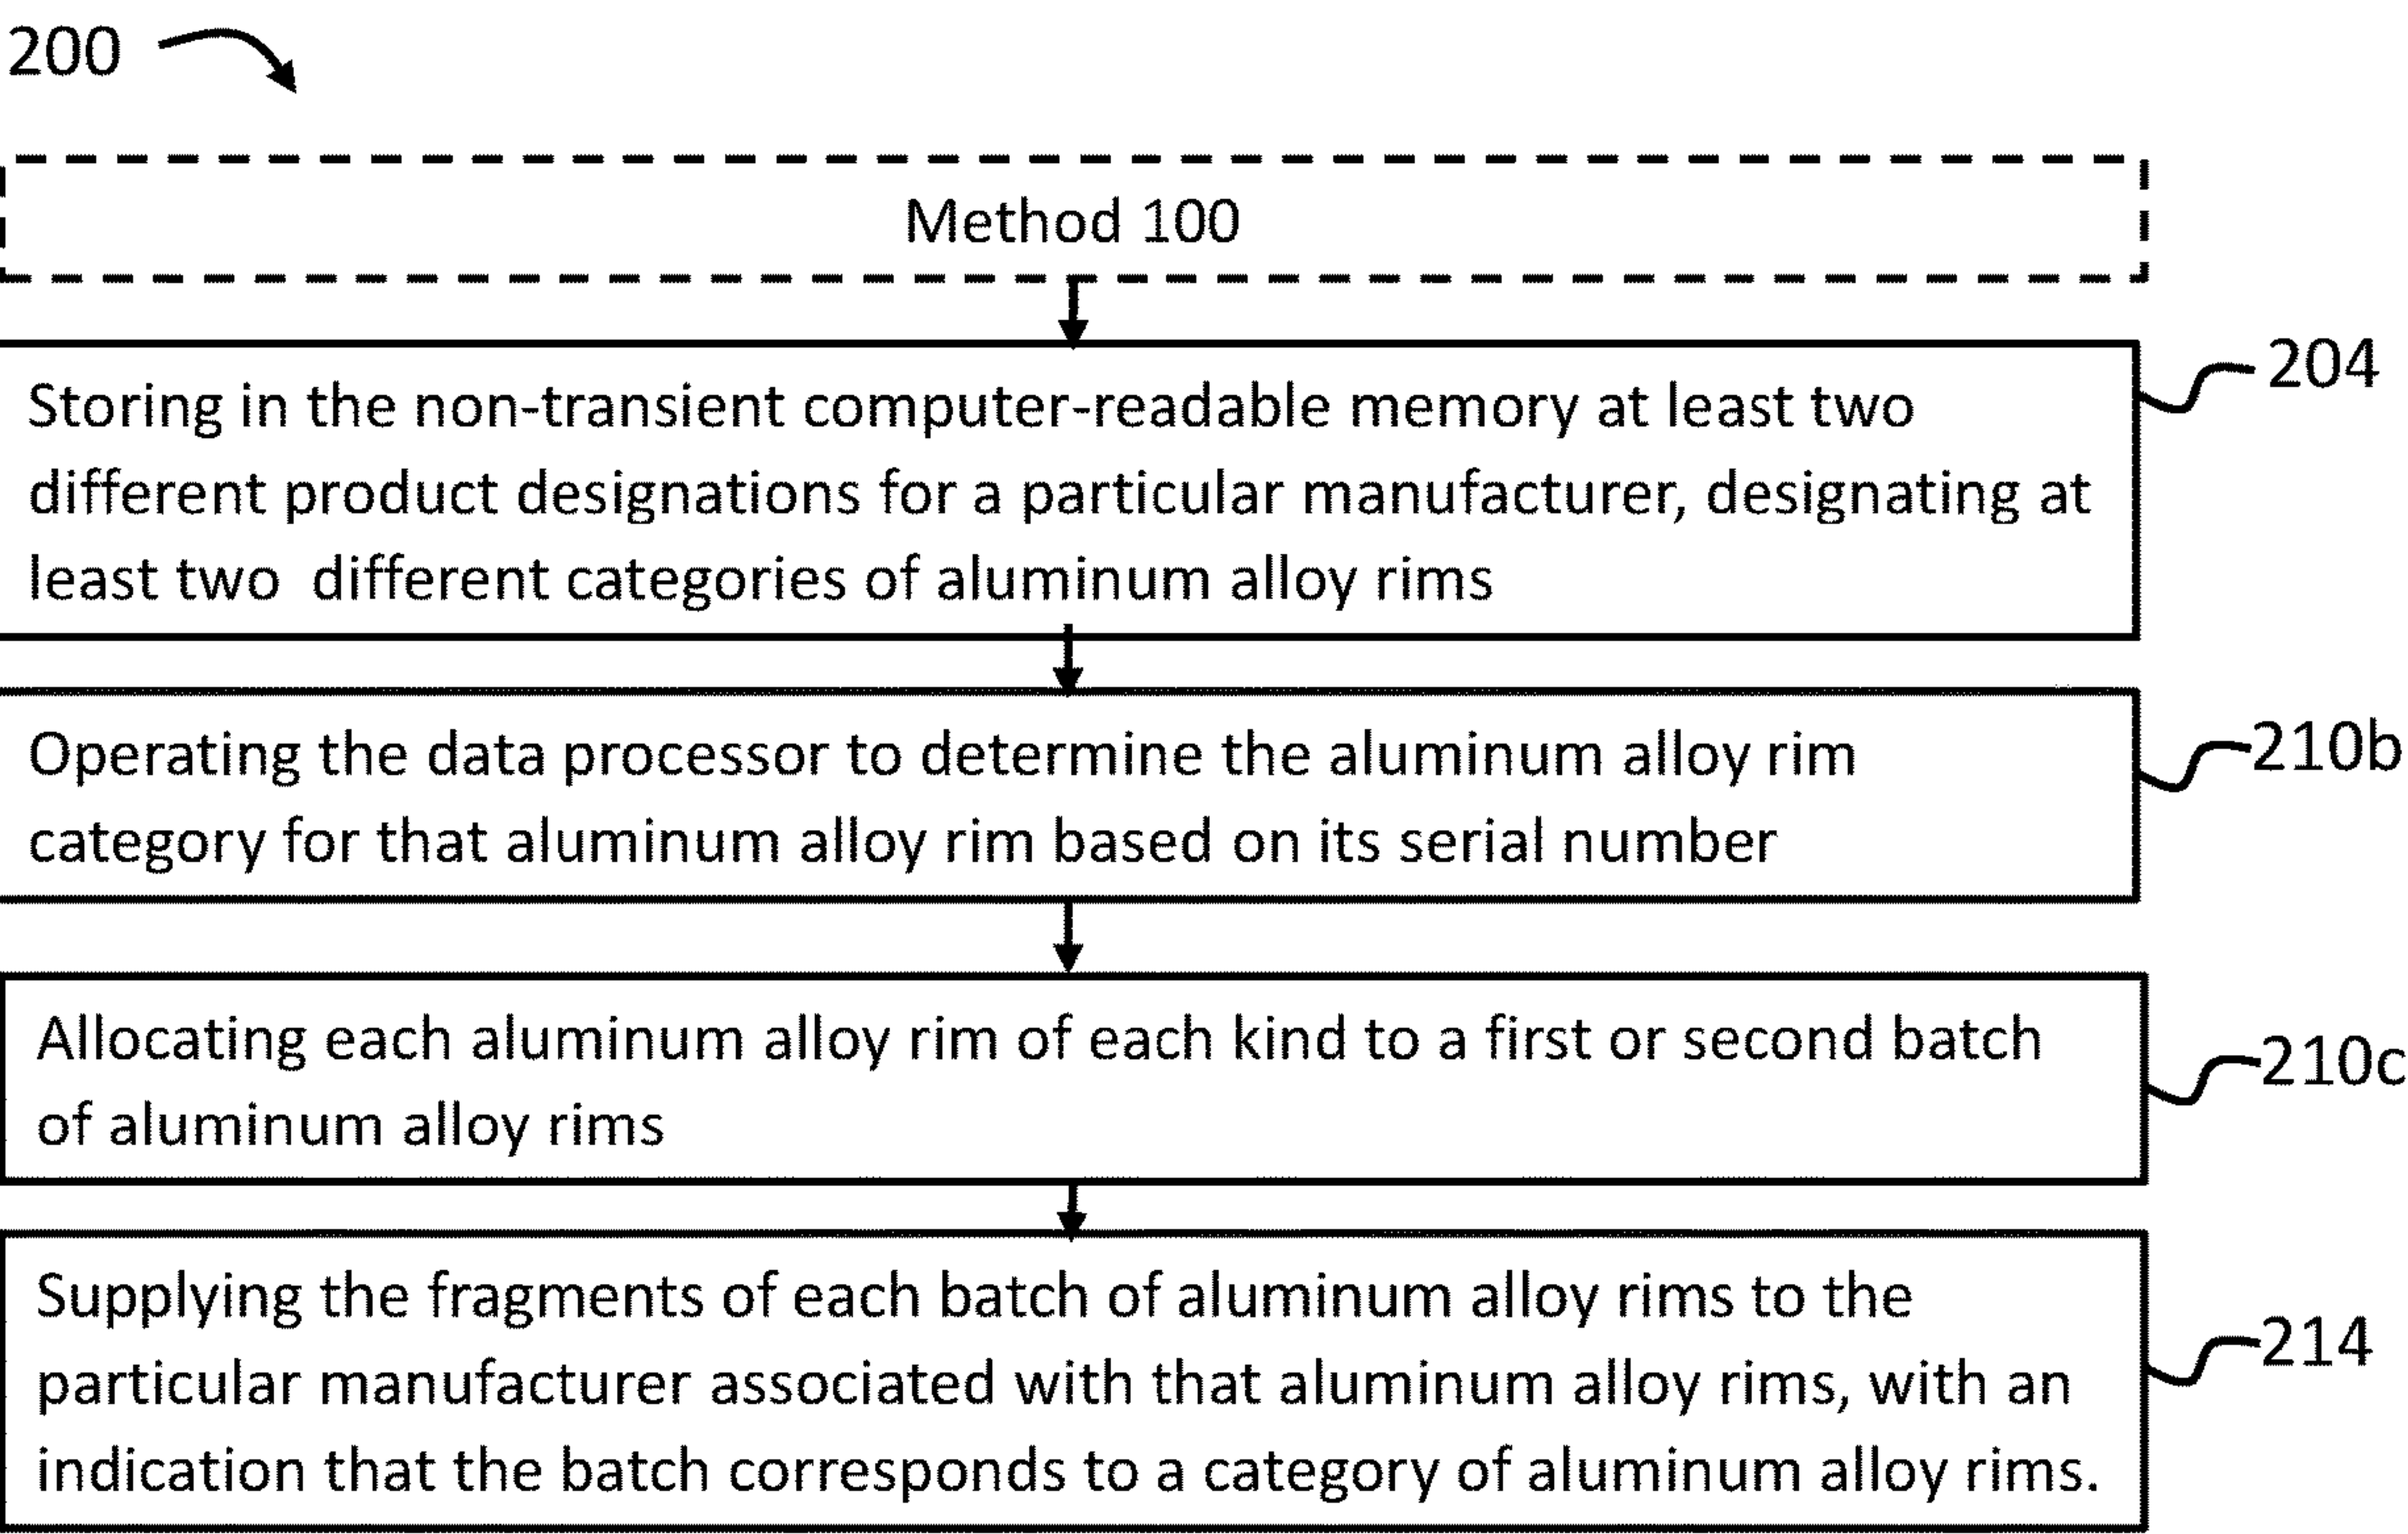 200
Method 100
204
Storing in the non-transient computer-readable memory at least two
different product designations for a particular manufacturer, designating at
least two  different categories of aluminum alloy rims
210b
Operating the data processor to determine the aluminum alloy rim
category for that aluminum alloy rim based on its serial number
210c
Allocating each aluminum alloy rim of each kind to a first or second batch
of aluminum alloy rims
214
Supplying the fragments of each batch of aluminum alloy rims to the
particular manufacturer associated with that aluminum alloy rims, with an
indication that the batch corresponds to a category of aluminum alloy rims.